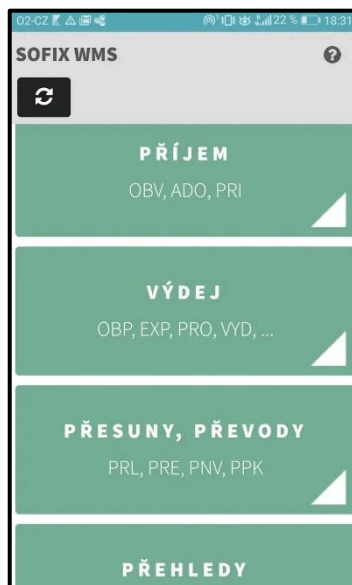 O2-CZ 22 % 18:31
SOFIX WMS
PŘÍJEM
OBV, ADO, PRI
VÝDEJ
OBP, EXP, PRO, VYD, ...
PŘESUNY, PŘEVODY
PRL, PRE, PNV, PPK
PŘEHLEDY